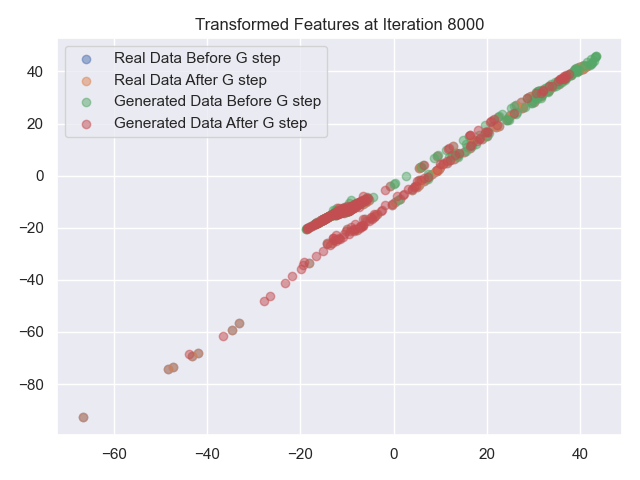 Transformed Features at Iteration 8000
Real Data Before G step
Real Data After G step
Generated Data Before G step
Generated Data After G step
40
20
0
−20
−40
−60
−80
−60 −40 −20 0 20 40